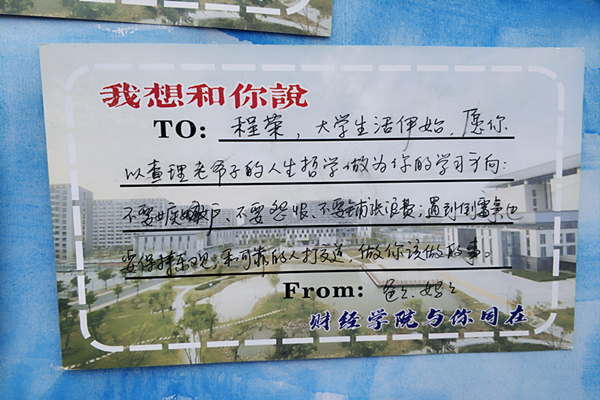 我想和你說
TO: 程荣，大学生活伊始，愿你
以查理老爷子的人生哲学做为你的学习方向：
不要嫉妒、不要怨恨、不要铺张浪费；遇到倒霉事也
要保持乐观；和可靠的人打交道，做你该做的事。
From: 爸爸、妈妈
财经学院与你同在